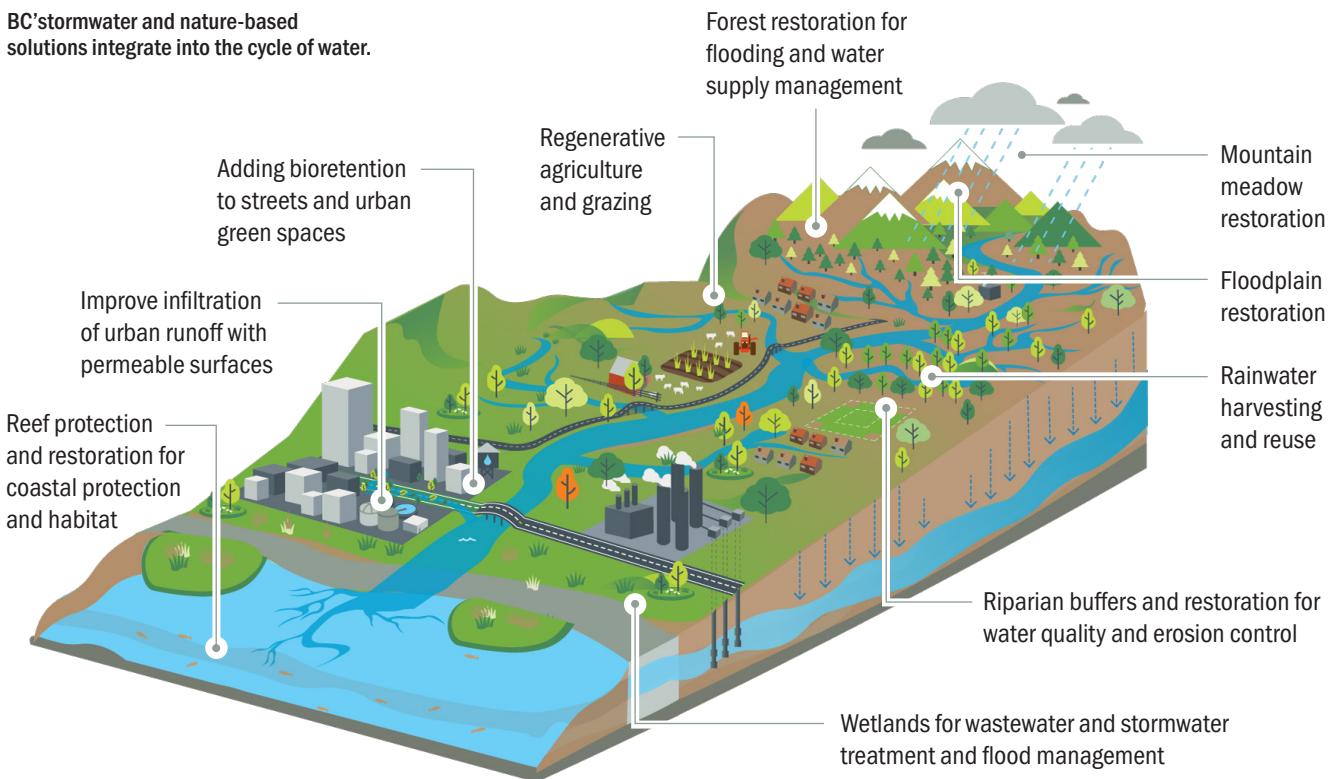 BC'stormwater and nature-based
solutions integrate into the cycle of water.
Forest restoration for
flooding and water
supply management
Regenerative
agriculture
and grazing
Adding bioretention
to streets and urban
green spaces
Improve infiltration
of urban runoff with
permeable surfaces
Reef protection
and restoration for
coastal protection
and habitat
Mountain
meadow
restoration
Floodplain
restoration
Rainwater
harvesting
and reuse
Riparian buffers and restoration for
water quality and erosion control
Wetlands for wastewater and stormwater
treatment and flood management